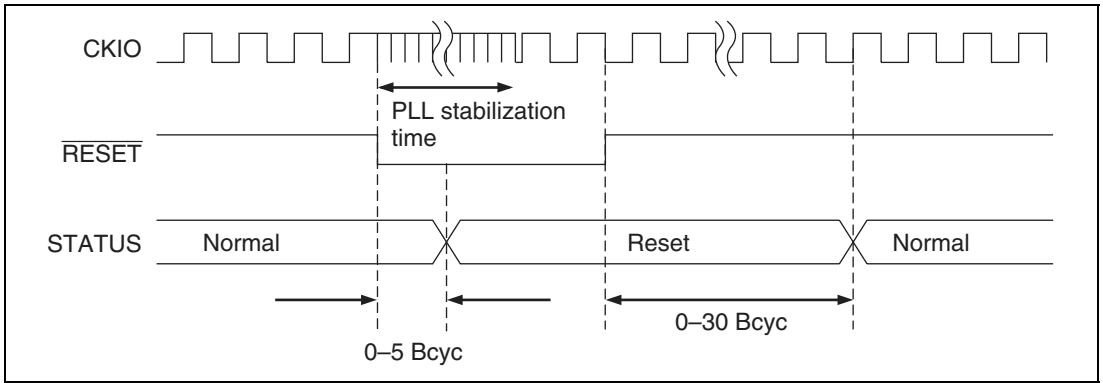 CKIO
PLL stabilization
time
RESET
STATUS
Normal
Reset
Normal
0–30 Bcyc
0–5 Bcyc